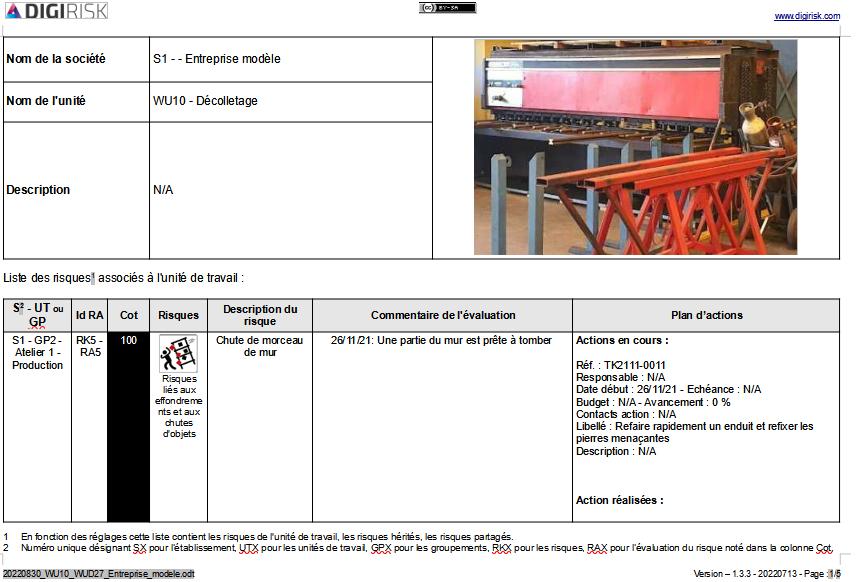 DIGIRISK
CC BY-SA
www.digirisk.com
Nom de la société
S1 - - Entreprise modèle
Nom de l'unité
WU10 - Décolletage
Description
N/A
Liste des risques¹ associés à l'unité de travail :
S² - UT ou
GP
Id RA
Cot
Risques
Description du
risque
Commentaire de l'évaluation
Plan d'actions
S1 - GP2 -
Atelier 1 -
Production
RK5 -
RA5
100
Risques
liés aux
effondreme
nts et aux
chutes
d'objets
Chute de morceau
de mur
26/11/21: Une partie du mur est prête à tomber
Actions en cours :
Réf. : TK2111-0011
Responsable : N/A
Date début : 26/11/21 - Echéance : N/A
Budget : N/A - Avancement : 0 %
Contacts action : N/A
Libellé : Refaire rapidement un enduit et refixer les
pierres menaçantes
Description : N/A
Action réalisées :
1 En fonction des réglages cette liste contient les risques de l'unité de travail, les risques hérités, les risques partagés.
2 Numéro unique désignant SX pour l'établissement, UTX pour les unités de travail, GPX pour les groupements, RKX pour les risques, RAX pour l'évaluation du risque noté dans la colonne Cot,
20220830_WU10_WUD27_Entreprise_modele.odt
Version – 1.3.3 - 20220713 - Page :1/5